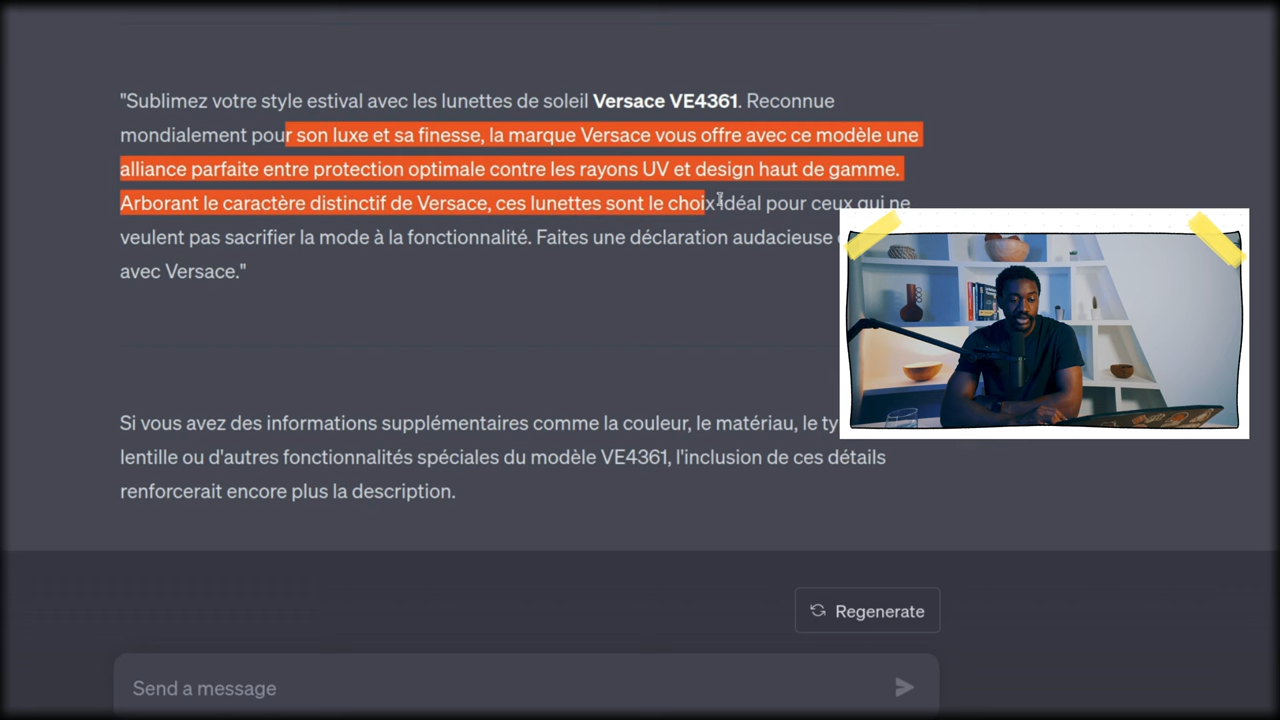 "Sublimez votre style estival avec les lunettes de soleil Versace VE4361. Reconnue
mondialement pour son luxe et sa finesse, la marque Versace vous offre avec ce modèle une
alliance parfaite entre protection optimale contre les rayons UV et design haut de gamme.
Arborant le caractère distinctif de Versace, ces lunettes sont le choix idéal pour ceux qui ne
veulent pas sacrifier la mode à la fonctionnalité. Faites une déclaration audacieuse
avec Versace."
Si vous avez des informations supplémentaires comme la couleur, le matériau, le
lentille ou d'autres fonctionnalités spéciales du modèle VE4361, l'inclusion de ces détails
renforcerait encore plus la description.
Regenerate
Send a message